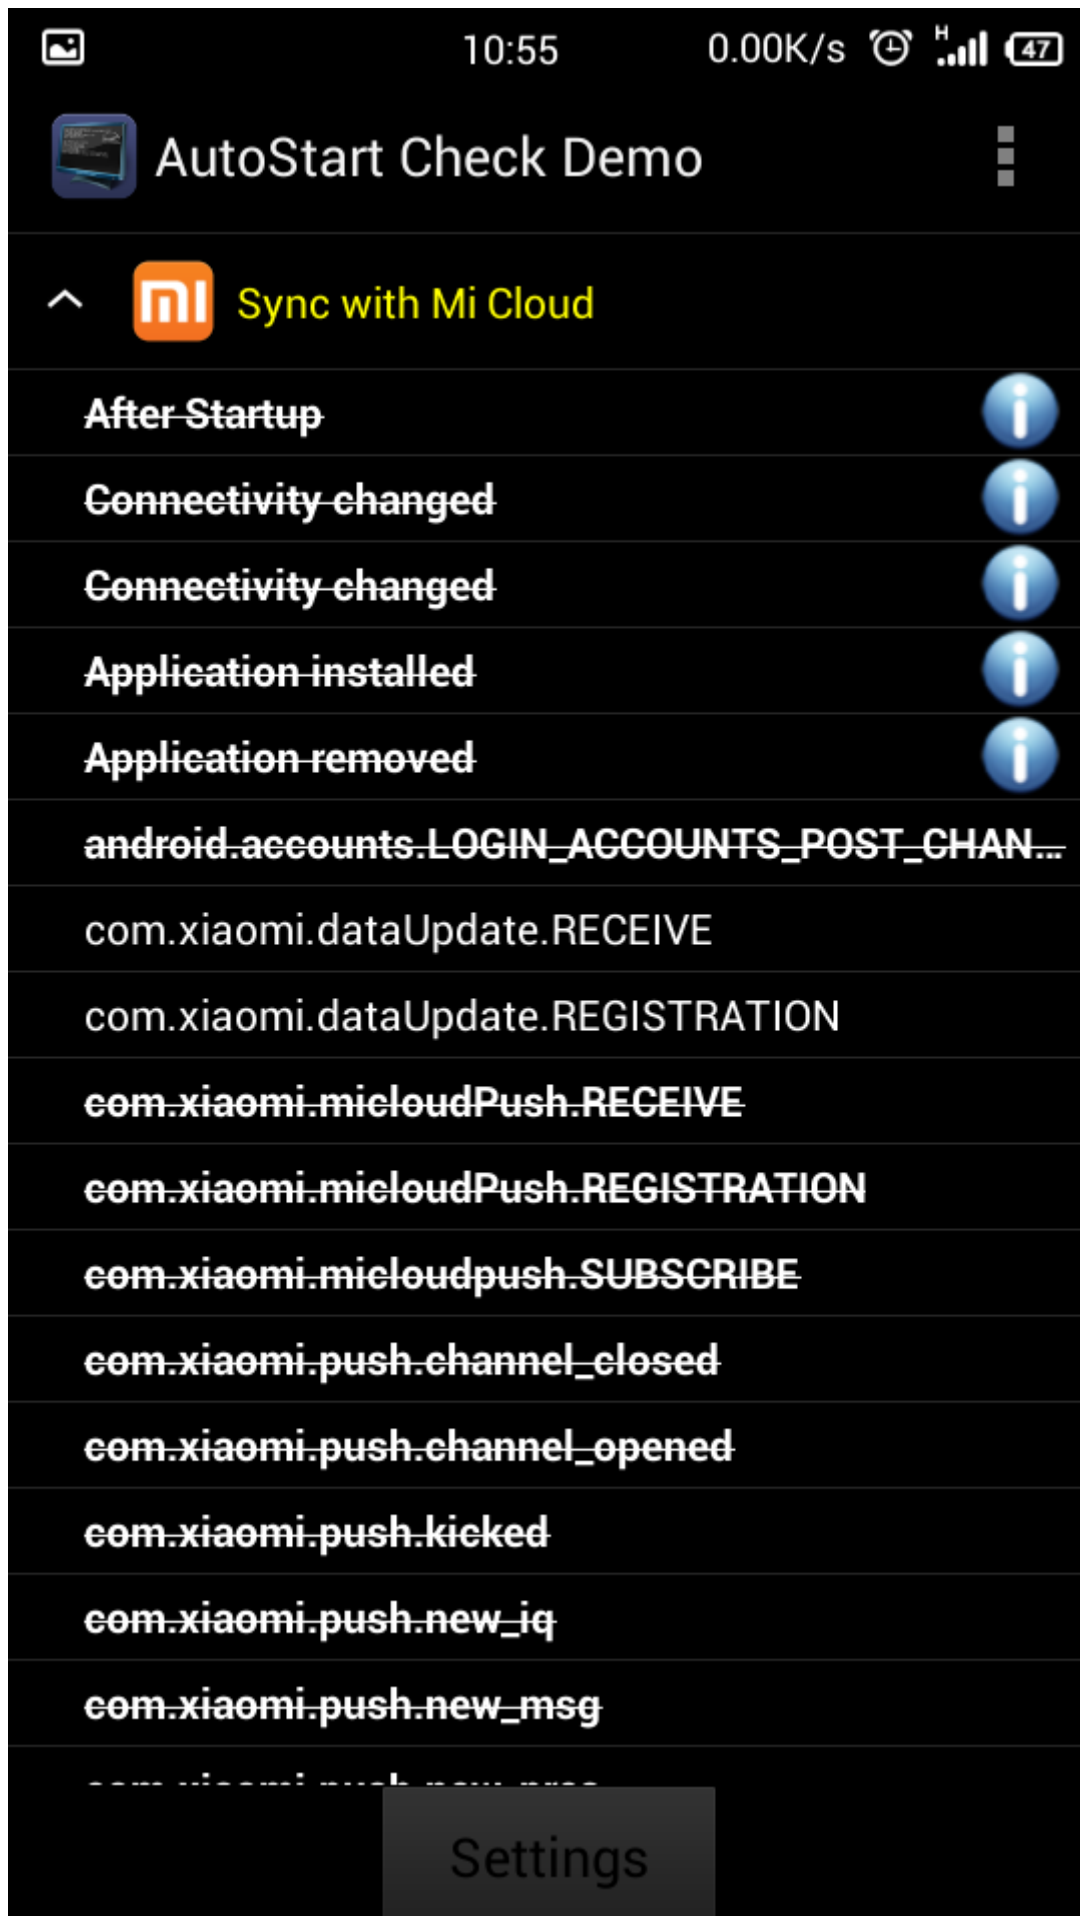 10:55 0.00K/s H 47
AutoStart Check Demo
mi Sync with Mi Cloud
After Startup
Connectivity changed
Connectivity changed
Application installed
Application removed
android.accounts.LOGIN_ACCOUNTS_POST_CHAN...
com.xiaomi.dataUpdate.RECEIVE
com.xiaomi.dataUpdate.REGISTRATION
com.xiaomi.micloudPush.RECEIVE
com.xiaomi.micloudPush.REGISTRATION
com.xiaomi.micloudpush.SUBSCRIBE
com.xiaomi.push.channel_closed
com.xiaomi.push.channel_opened
com.xiaomi.push.kicked
com.xiaomi.push.new_iq
com.xiaomi.push.new_msg
Settings